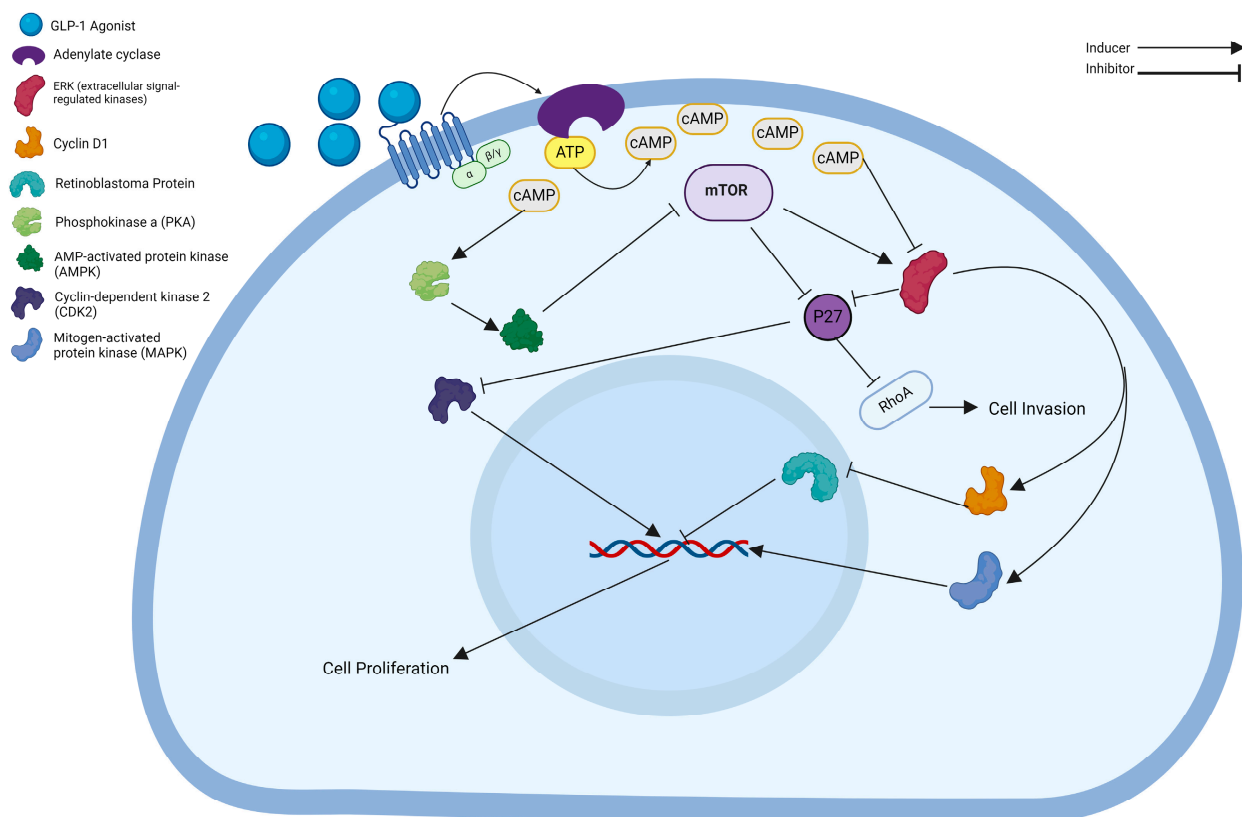 GLP-1 Agonist
Adenylate cyclase
ERK (extracellular signal-
regulated kinases)
Cyclin D1
Retinoblastoma Protein
Phosphokinase a (PKA)
AMP-activated protein kinase
(AMPK)
Cyclin-dependent kinase 2
(CDK2)
Mitogen-activated
protein kinase (MAPK)
Inducer
Inhibitor
cAMP
cAMP
cAMP
cAMP
ATP
β/γ
α
cAMP
mTOR
P27
RhoA
Cell Invasion
Cell Proliferation